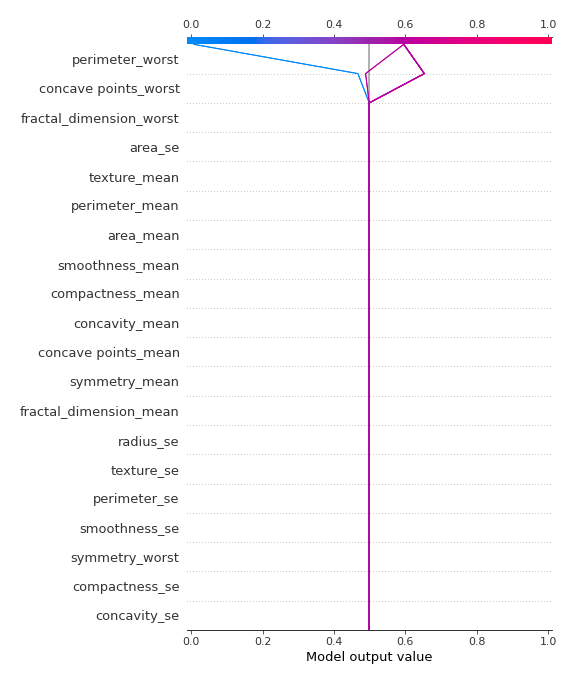 0.0 0.2 0.4 0.6 0.8 1.0
perimeter_worst
concave points_worst
fractal_dimension_worst
area_se
texture_mean
perimeter_mean
area_mean
smoothness_mean
compactness_mean
concavity_mean
concave points_mean
symmetry_mean
fractal_dimension_mean
radius_se
texture_se
perimeter_se
smoothness_se
symmetry_worst
compactness_se
concavity_se
0.0 0.2 0.4 0.6 0.8 1.0
Model output value